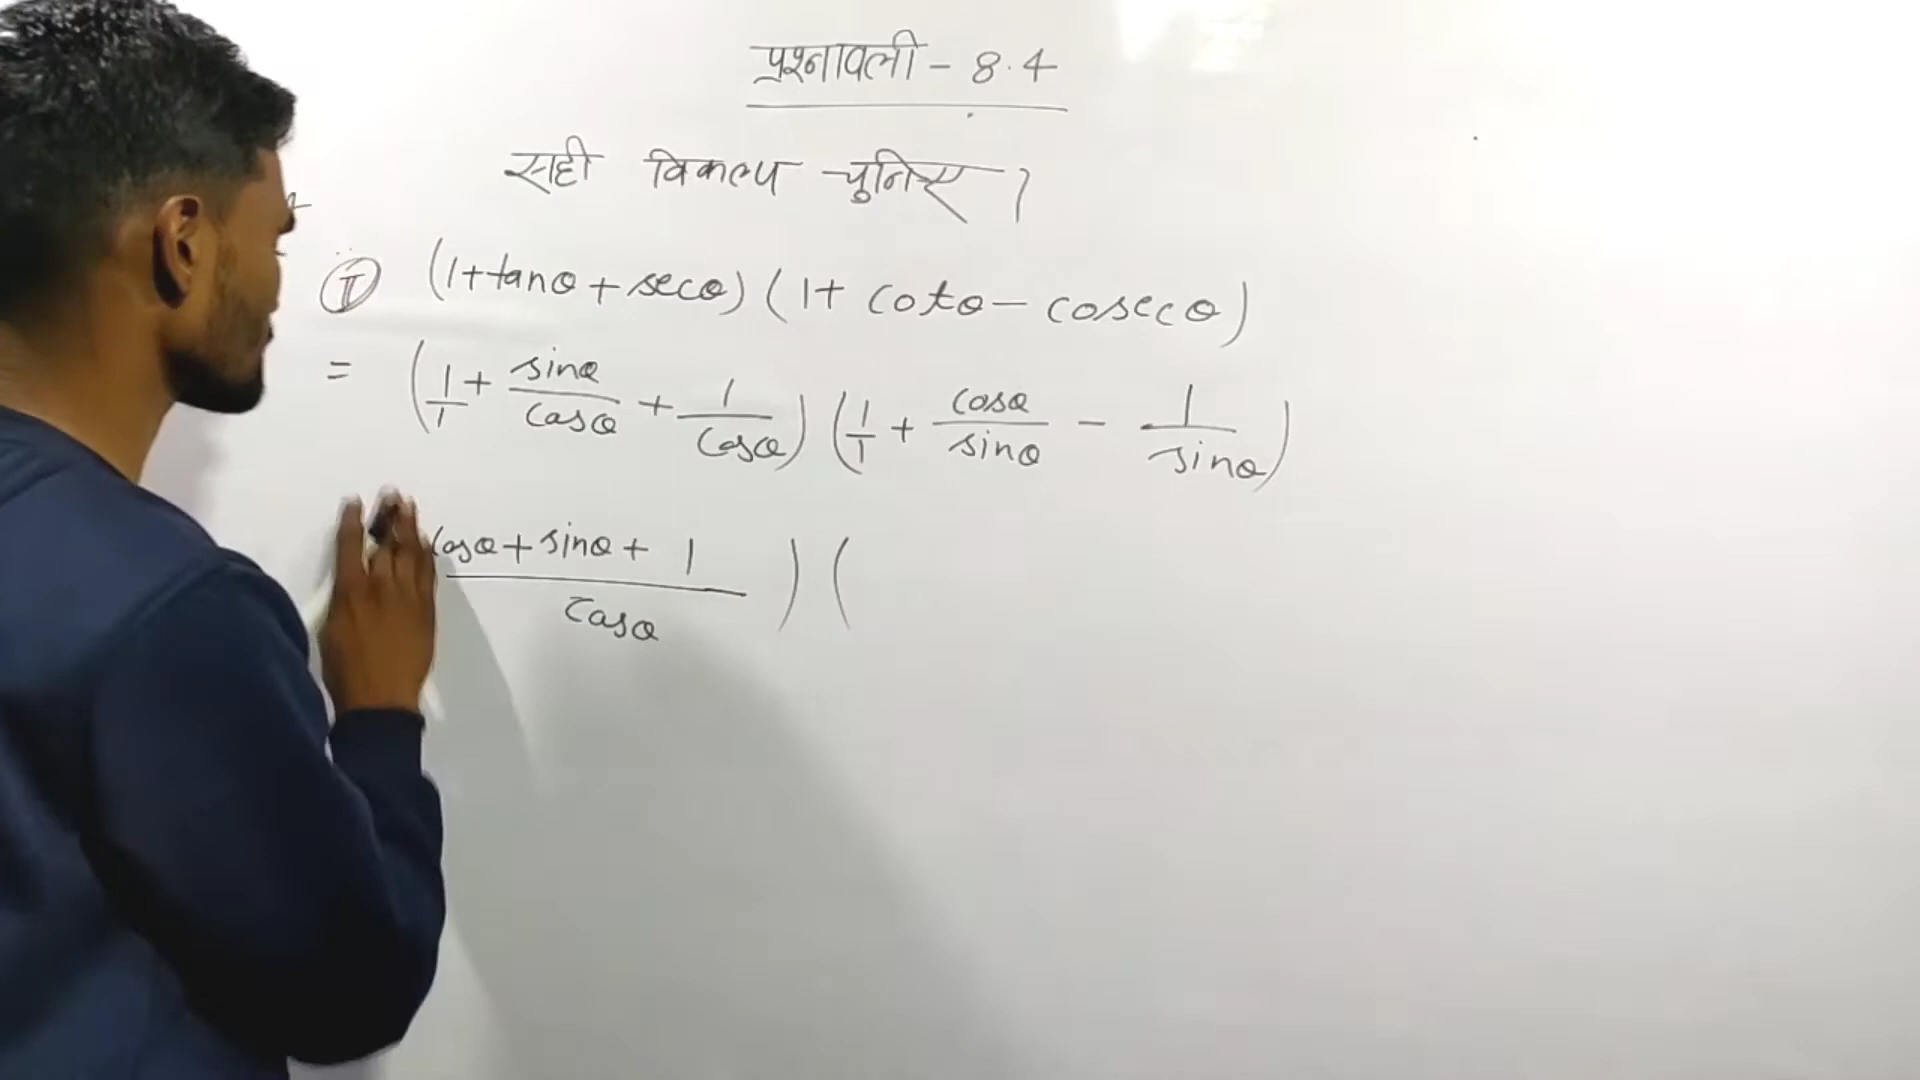 प्रश्नावली - 8.4
सही विकल्प चुनिए।
(I) (1+tanθ+secθ)(1+cotθ-cosecθ)
= (1/1 + sinθ/cosθ + 1/cosθ)(1/1 + cosθ/sinθ - 1/sinθ)
cosθ+sinθ+1/cosθ)(